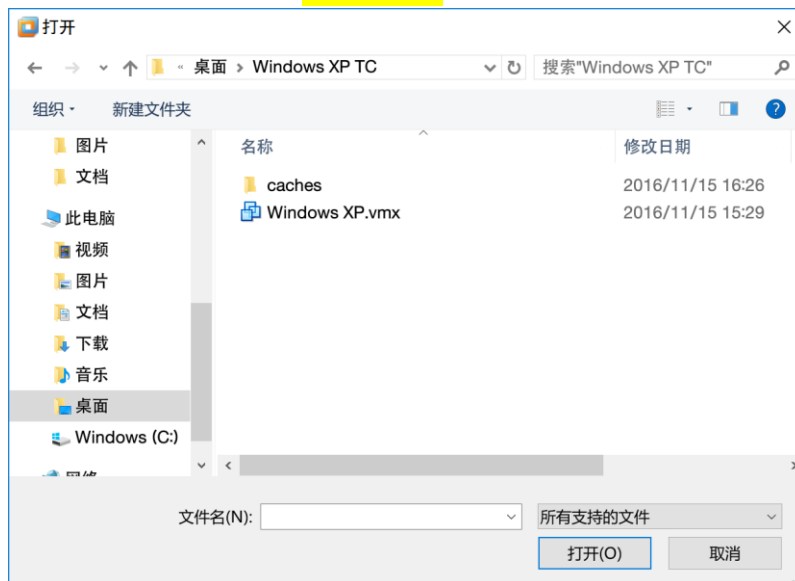 打开
« 桌面 > Windows XP TC
搜索"Windows XP TC"
组织
新建文件夹
图片
文档
此电脑
视频
图片
文档
下载
音乐
桌面
Windows (C:)
名称
修改日期
caches
2016/11/15 16:26
Windows XP.vmx
2016/11/15 15:29
文件名(N):
所有支持的文件
打开(O)
取消